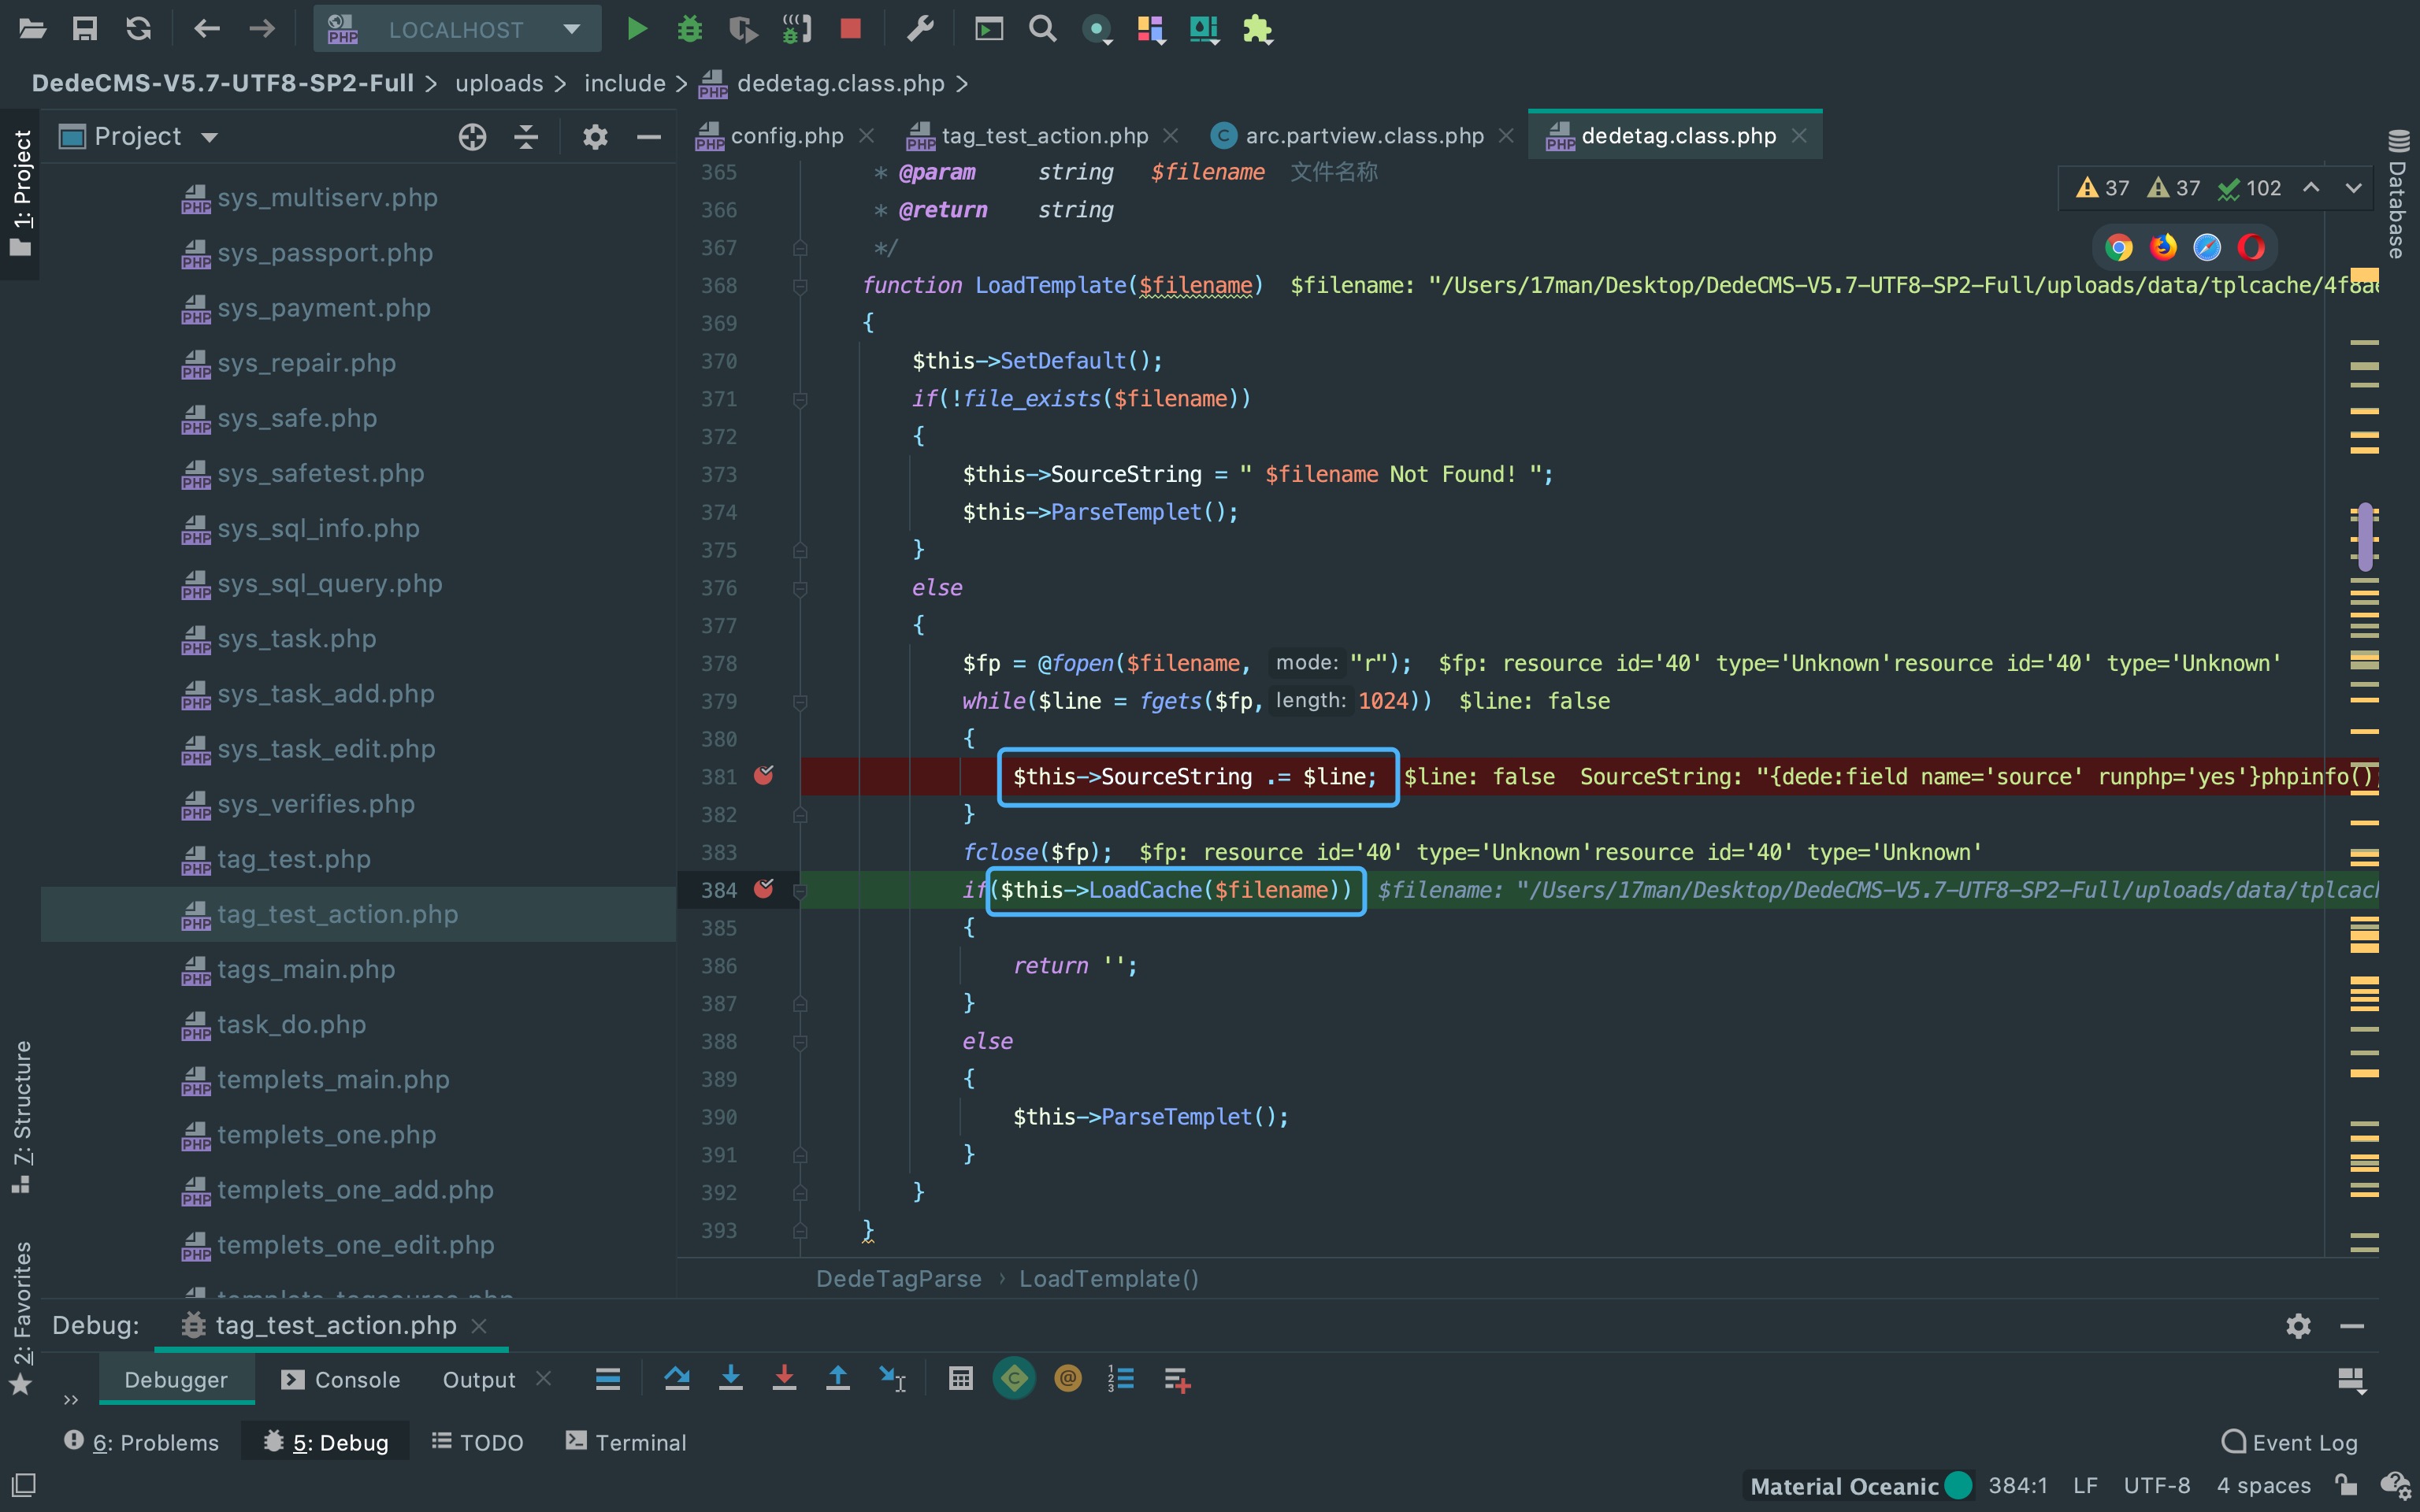 LOCALHOST
DedeCMS-V5.7-UTF8-SP2-Full > uploads > include > dedetag.class.php >
Project
config.php
tag_test_action.php
arc.partview.class.php
dedetag.class.php
1: Project
7: Structure
2: Favorites
Database
sys_multiserv.php
sys_passport.php
sys_payment.php
sys_repair.php
sys_safe.php
sys_safetest.php
sys_sql_info.php
sys_sql_query.php
sys_task.php
sys_task_add.php
sys_task_edit.php
sys_verifies.php
tag_test.php
tag_test_action.php
tags_main.php
task_do.php
templets_main.php
templets_one.php
templets_one_add.php
templets_one_edit.php
templets_tagsource.php
37 37 102
365 * @param string $filename 文件名称
366 * @return string
367 */
368 function LoadTemplate($filename) $filename: "/Users/17man/Desktop/DedeCMS-V5.7-UTF8-SP2-Full/uploads/data/tplcache/4f8ae
369 {
370 $this->SetDefault();
371 if(!file_exists($filename))
372 {
373 $this->SourceString = " $filename Not Found! ";
374 $this->ParseTemplet();
375 }
376 else
377 {
378 $fp = @fopen($filename, mode: "r"); $fp: resource id='40' type='Unknown'resource id='40' type='Unknown'
379 while($line = fgets($fp, length: 1024)) $line: false
380 {
381 $this->SourceString .= $line; $line: false SourceString: "{dede:field name='source' runphp='yes'}phpinfo();
382 }
383 fclose($fp); $fp: resource id='40' type='Unknown'resource id='40' type='Unknown'
384 if($this->LoadCache($filename)) $filename: "/Users/17man/Desktop/DedeCMS-V5.7-UTF8-SP2-Full/uploads/data/tplcach
385 {
386 return '';
387 }
388 else
389 {
390 $this->ParseTemplet();
391 }
392 }
393 }
DedeTagParse › LoadTemplate()
Debug: tag_test_action.php
Debugger Console Output
6: Problems 5: Debug TODO Terminal Event Log
Material Oceanic 384:1 LF UTF-8 4 spaces